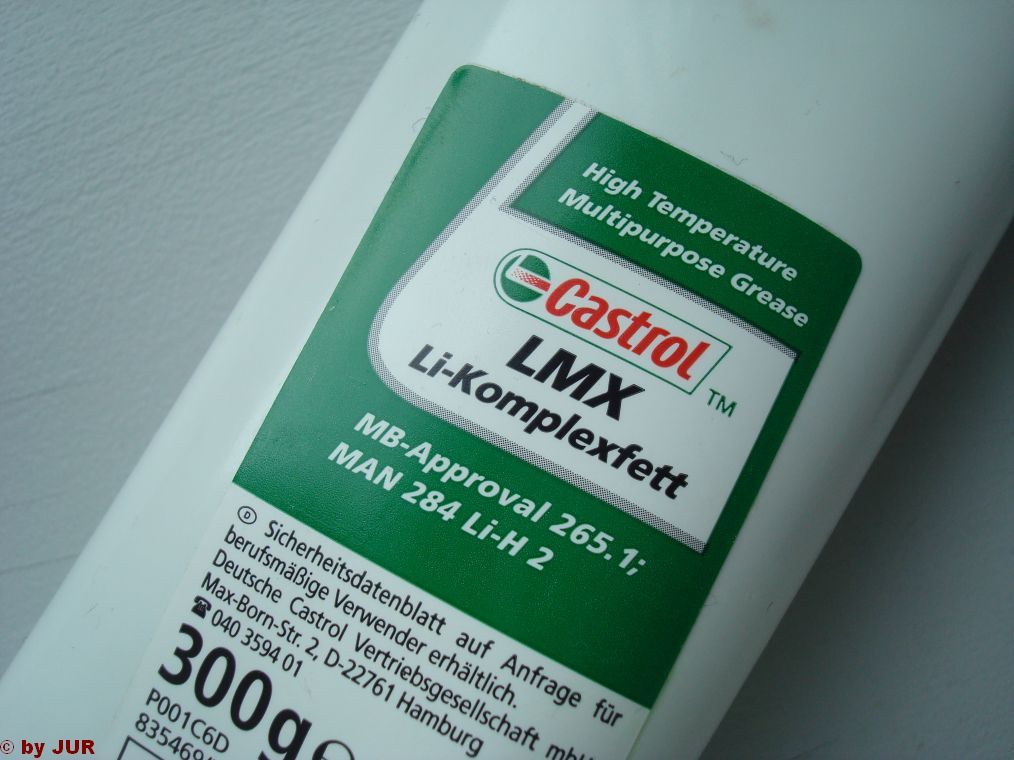 High Temperature
Multipurpose Grease
Castrol
TM
LMX
Li-Komplexfett
MB-Approval 265.1;
MAN 284 Li-H 2
D Sicherheitsdatenblatt auf Anfrage für
berufsmäßige Verwender erhältlich.
Deutsche Castrol Vertriebsgesellschaft mbH
Max-Born-Str. 2, D-22761 Hamburg
☎ 040 3594 01
300g
P001C6D
© by JUR